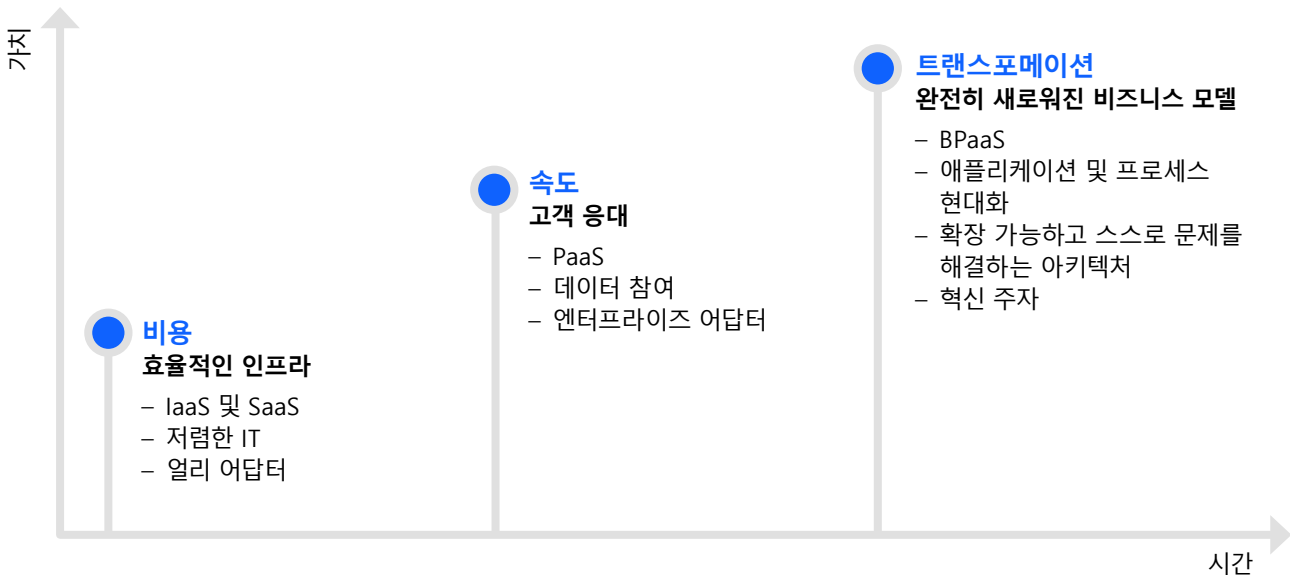 가치
트랜스포메이션
완전히 새로워진 비즈니스 모델
– BPaaS
– 애플리케이션 및 프로세스
현대화
– 확장 가능하고 스스로 문제를
해결하는 아키텍처
– 혁신 주자
속도
고객 응대
– PaaS
– 데이터 참여
– 엔터프라이즈 어답터
비용
효율적인 인프라
– IaaS 및 SaaS
– 저렴한 IT
– 얼리 어답터
시간